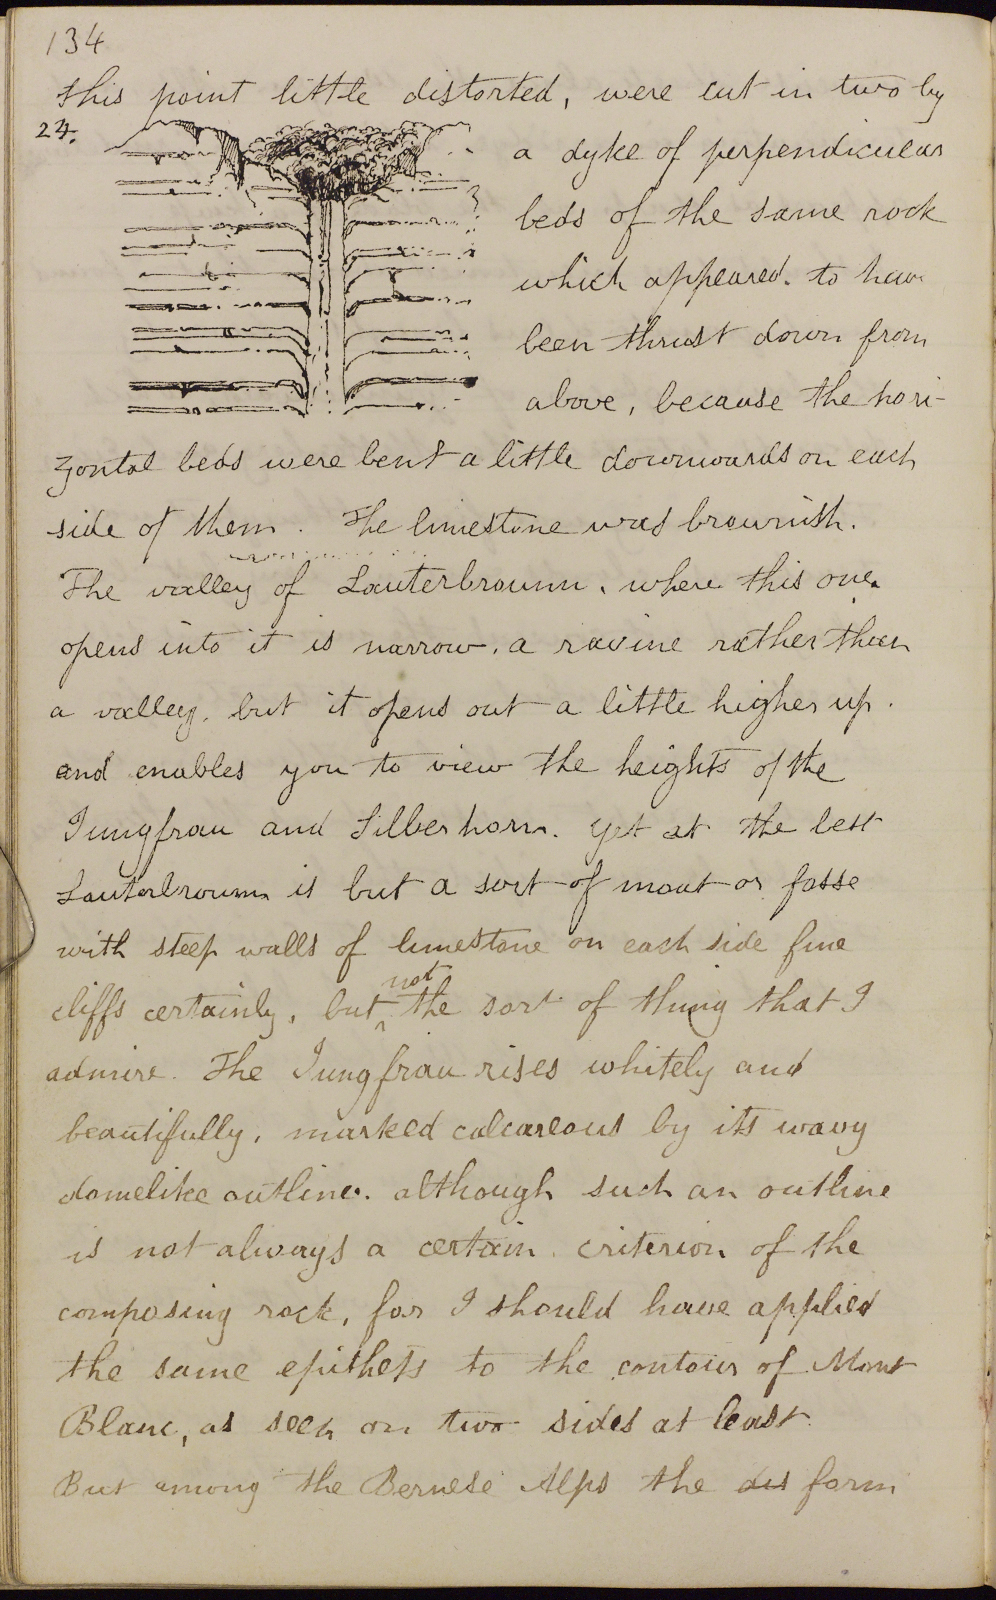 134
this point little distorted, were cut in two by
24.
a dyke of perpendicular
beds of the same rock
which appeared. to have
been thrust down from
above, because the hori-
zontal beds were bent a little downwards on each
side of them. The limestone was brownish.
The valley of Lauterbrounn, where this one
opens into it is narrow, a ravine rather than
a valley, but it opens out a little higher up.
and enables you to view the heights of the
Jungfrau and Silberhorn. Yet at the best
Lauterbrounn is but a sort of moat or fosse
with steep walls of limestone on each side fine
cliffs certainly, but not the sort of thing that I
admire. The Jungfrau rises whitely and
beautifully, marked calcareous by its wavy
domelike outline. although such an outline
is not always a certain criterion of the
composing rock, for I should have applied
the same epithets to the contour of Mont
Blanc, as seen on two sides at least.
But among the Bernese Alps the dis form